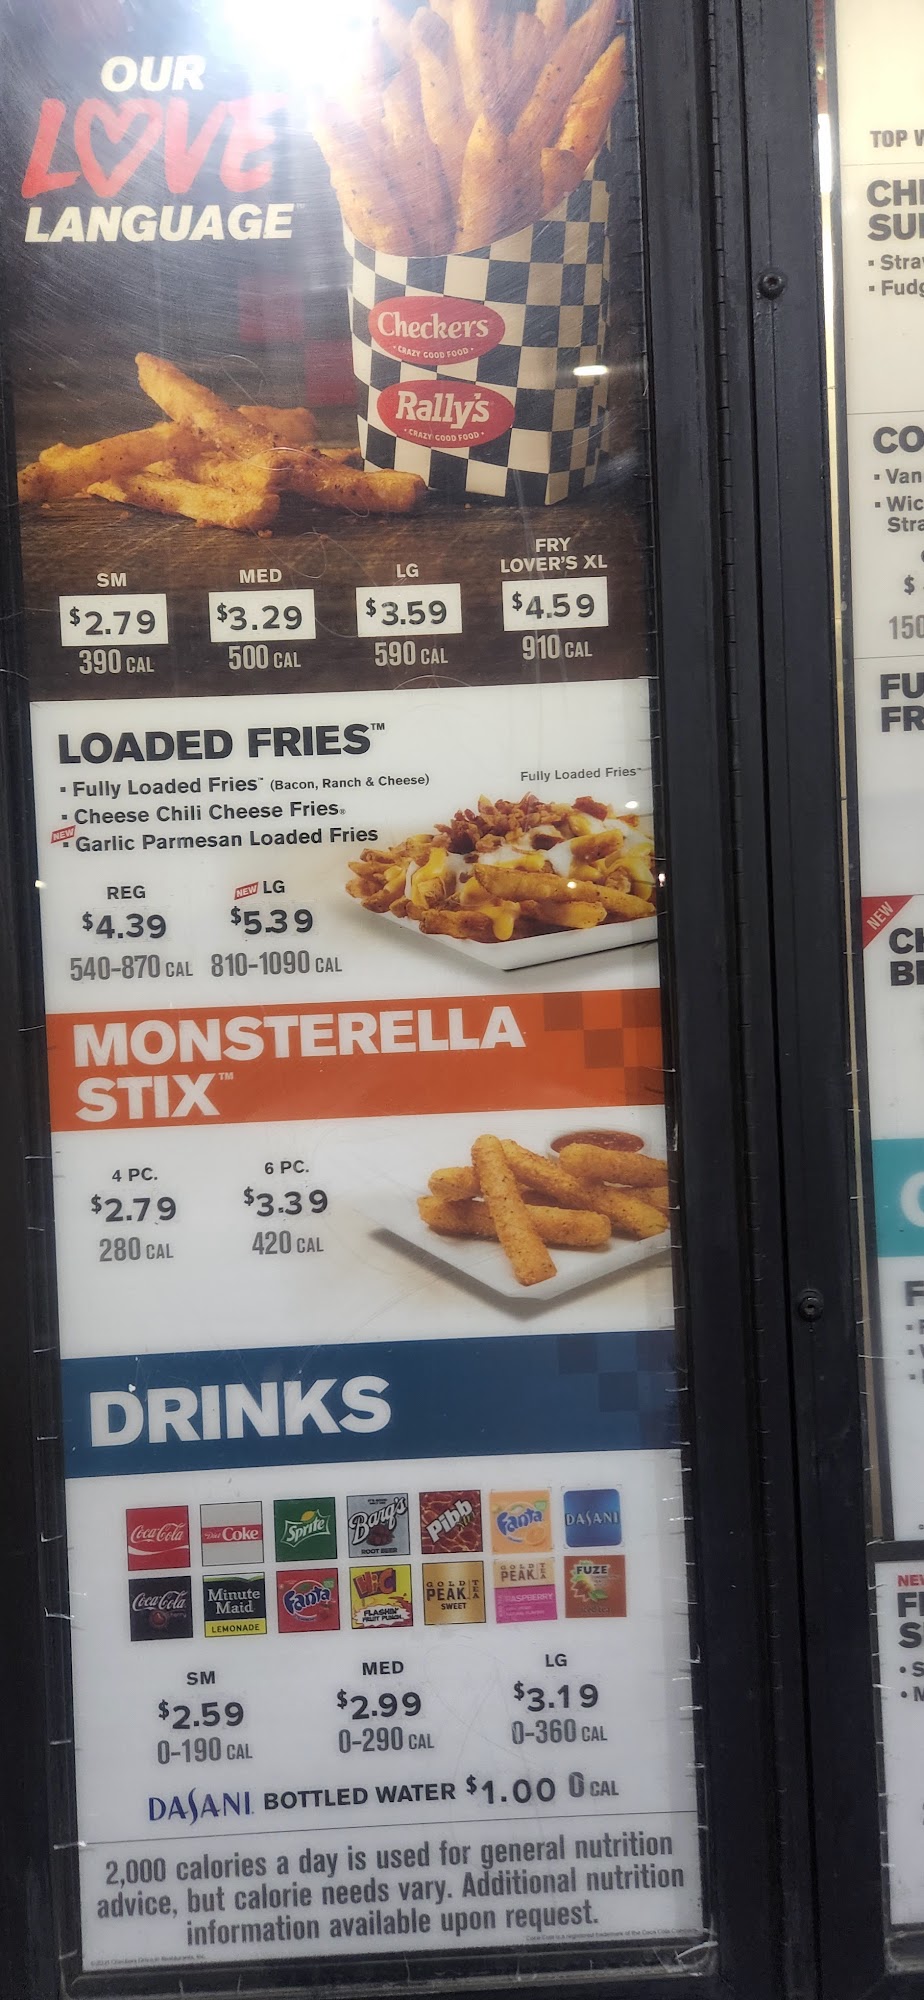 OUR
LOVE
LANGUAGE™
Checkers
• CRAZY GOOD FOOD •
Rally's
• CRAZY GOOD FOOD •
SM
$2.79
390 CAL
MED
$3.29
500 CAL
LG
$3.59
590 CAL
FRY
LOVER'S XL
$4.59
910 CAL
LOADED FRIES™
▪ Fully Loaded Fries™ (Bacon, Ranch & Cheese)
▪ Cheese Chili Cheese Fries®
NEW
▪ Garlic Parmesan Loaded Fries
Fully Loaded Fries™
REG
$4.39
540-870 CAL
NEW LG
$5.39
810-1090 CAL
MONSTERELLA
STIX™
4 PC.
$2.79
280 CAL
6 PC.
$3.39
420 CAL
DRINKS
Coca-Cola
Diet Coke
Sprite
Barq's
ROOT BEER
Pibb
Fanta
DASANI
Coca-Cola
Minute
Maid
LEMONADE
Fanta
HI-C
FLASHIN'
FRUIT PUNCH
GOLD
PEAK
TEA
SWEET
GOLD
PEAK
TEA
RASPBERRY
FUZE
SM
$2.59
0-190 CAL
MED
$2.99
0-290 CAL
LG
$3.19
0-360 CAL
DASANI BOTTLED WATER $1.00 0 CAL
2,000 calories a day is used for general nutrition
advice, but calorie needs vary. Additional nutrition
information available upon request.
TOP
SU
CO
▪ Van
150
FU
FR
NEW